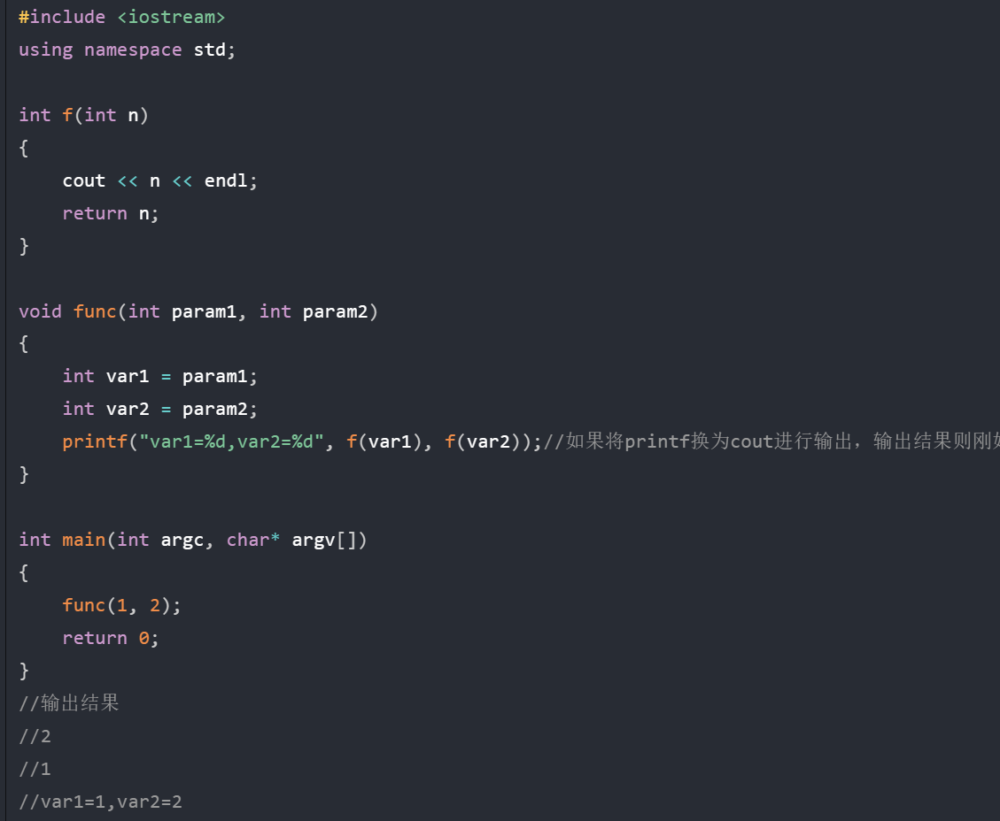 #include <iostream>
using namespace std;
int f(int n)
{
    cout << n << endl;
    return n;
}
void func(int param1, int param2)
{
    int var1 = param1;
    int var2 = param2;
    printf("var1=%d,var2=%d", f(var1), f(var2));//如果将printf换为cout进行输出，输出结果则刚
}
int main(int argc, char* argv[])
{
    func(1, 2);
    return 0;
}
//输出结果
//2
//1
//var1=1,var2=2